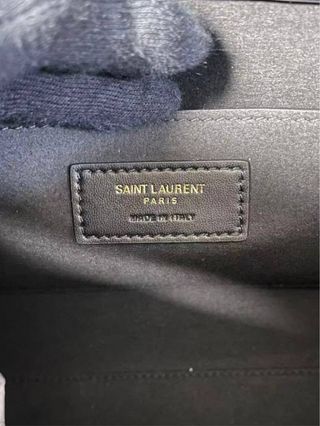 SAINT LAURENT
PARIS
MADE IN ITALY